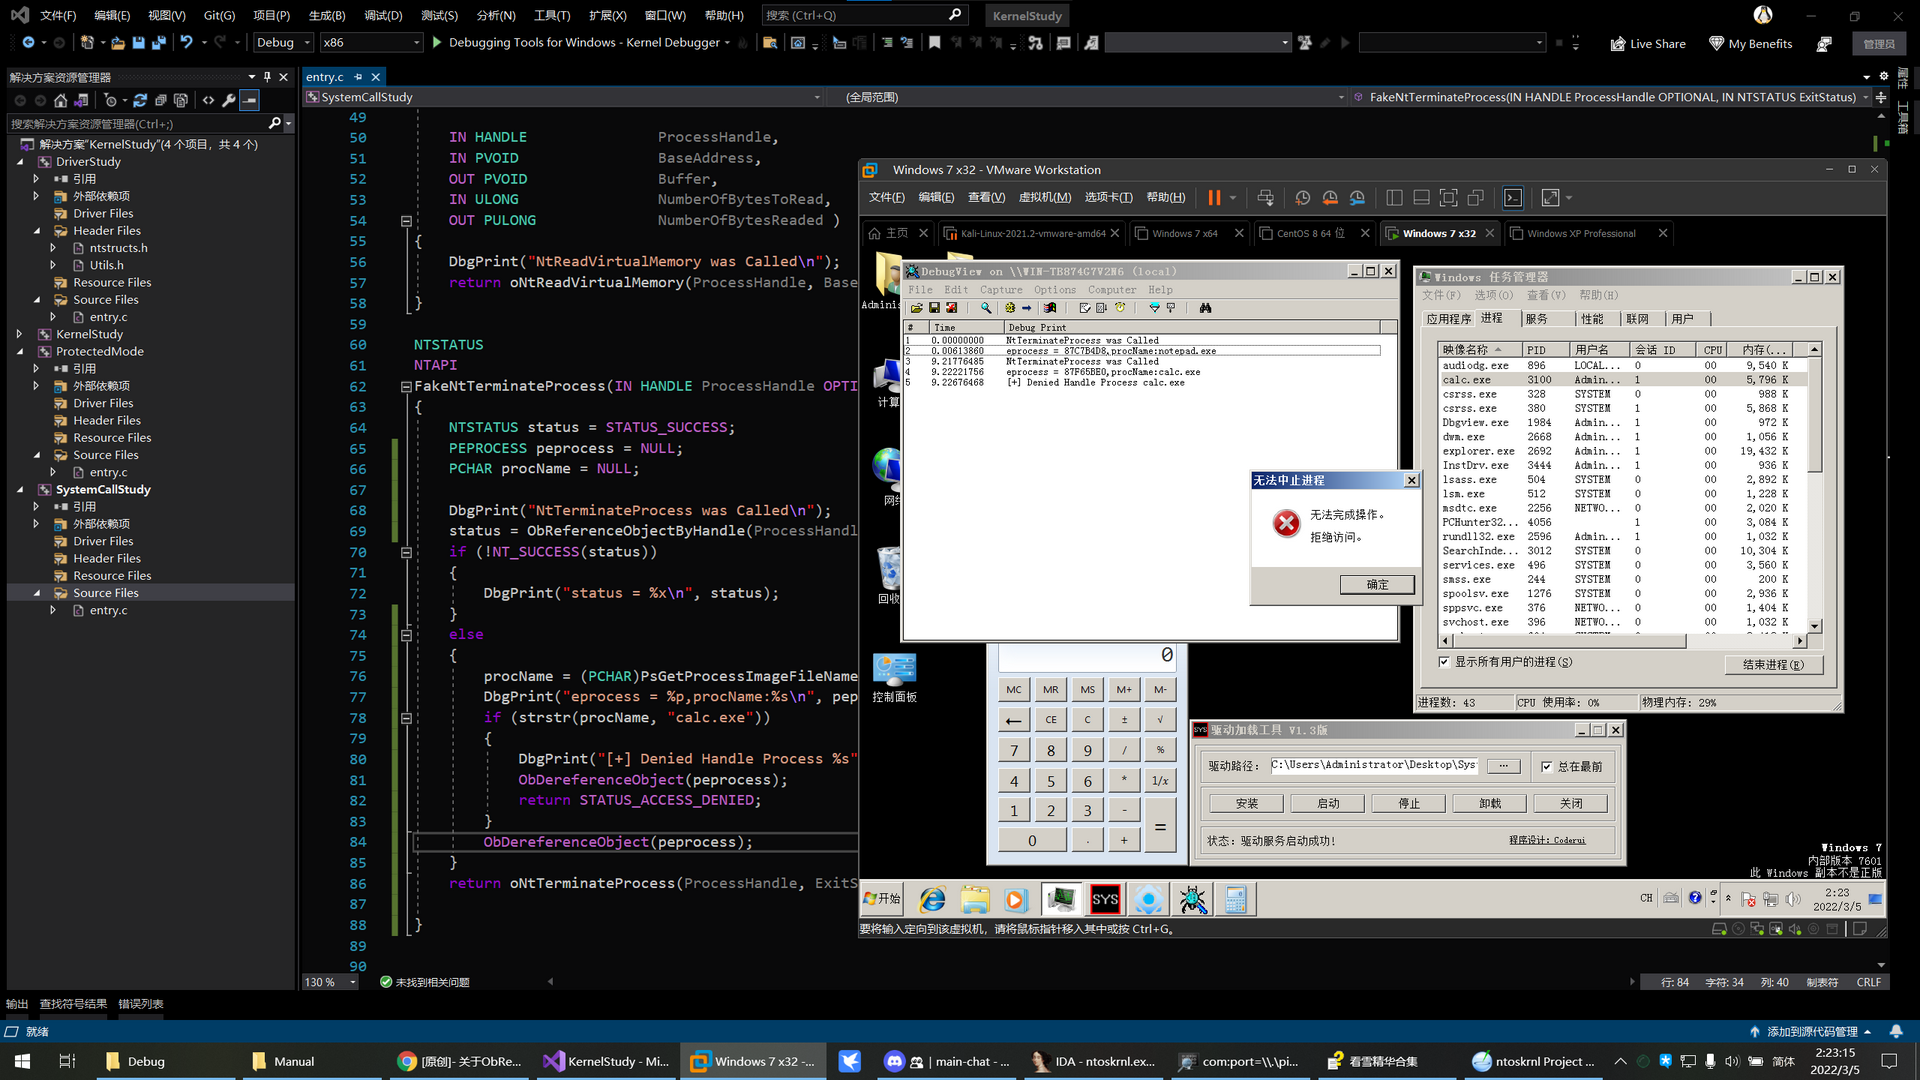 文件(F) 编辑(E) 视图(V) Git(G) 项目(P) 生成(B) 调试(D) 测试(S) 分析(N) 工具(T) 扩展(X) 窗口(W) 帮助(H) 搜索 (Ctrl+Q) KernelStudy
Debug x86 Debugging Tools for Windows - Kernel Debugger Live Share My Benefits 管理员
解决方案资源管理器
搜索解决方案资源管理器(Ctrl+;)
解决方案"KernelStudy"(4 个项目，共 4 个)
DriverStudy
引用
外部依赖项
Driver Files
Header Files
ntstructs.h
Utils.h
Resource Files
Source Files
entry.c
KernelStudy
ProtectedMode
引用
外部依赖项
Driver Files
Header Files
Resource Files
Source Files
entry.c
SystemCallStudy
引用
外部依赖项
Driver Files
Header Files
Resource Files
Source Files
entry.c
entry.c
SystemCallStudy (全局范围) FakeNtTerminateProcess(IN HANDLE ProcessHandle OPTIONAL, IN NTSTATUS ExitStatus)
属性
工具箱
49
50 IN HANDLE ProcessHandle,
51 IN PVOID BaseAddress,
52 OUT PVOID Buffer,
53 IN ULONG NumberOfBytesToRead,
54 OUT PULONG NumberOfBytesReaded )
55 {
56 DbgPrint("NtReadVirtualMemory was Called\n");
57 return oNtReadVirtualMemory(ProcessHandle, Base
58 }
59
60 NTSTATUS
61 NTAPI
62 FakeNtTerminateProcess(IN HANDLE ProcessHandle OPTI
63 {
64 NTSTATUS status = STATUS_SUCCESS;
65 PEPROCESS peprocess = NULL;
66 PCHAR procName = NULL;
67
68 DbgPrint("NtTerminateProcess was Called\n");
69 status = ObReferenceObjectByHandle(ProcessHandl
70 if (!NT_SUCCESS(status))
71 {
72 DbgPrint("status = %x\n", status);
73 }
74 else
75 {
76 procName = (PCHAR)PsGetProcessImageFileName
77 DbgPrint("eprocess = %p,procName:%s\n", pep
78 if (strstr(procName, "calc.exe"))
79 {
80 DbgPrint("[+] Denied Handle Process %s"
81 ObDereferenceObject(peprocess);
82 return STATUS_ACCESS_DENIED;
83 }
84 ObDereferenceObject(peprocess);
85 }
86 return oNtTerminateProcess(ProcessHandle, ExitS
87
88 }
89
90
130 % 未找到相关问题 行: 84 字符: 34 列: 40 制表符 CRLF
输出 查找符号结果 错误列表
就绪 添加到源代码管理
Windows 7 x32 - VMware Workstation
文件(F) 编辑(E) 查看(V) 虚拟机(M) 选项卡(T) 帮助(H)
主页 Kali-Linux-2021.2-vmware-amd64 Windows 7 x64 CentOS 8 64 位 Windows 7 x32 Windows XP Professional
Adminis
计算
网络
回收
控制面板
DebugView on \\WIN-TB874G7V2N6 (local)
File Edit Capture Options Computer Help
# Time Debug Print
1 0.00000000 NtTerminateProcess was Called
2 0.00613860 eprocess = 87C7B4D8,procName:notepad.exe
3 9.21776485 NtTerminateProcess was Called
4 9.22221756 eprocess = 87F65BE0,procName:calc.exe
5 9.22676468 [+] Denied Handle Process calc.exe
无法中止进程
无法完成操作。
拒绝访问。
确定
Windows 任务管理器
文件(F) 选项(O) 查看(V) 帮助(H)
应用程序 进程 服务 性能 联网 用户
映像名称 PID 用户名 会话 ID CPU 内存(...
audiodg.exe 896 LOCAL... 0 00 9,540 K
calc.exe 3100 Admin... 1 00 5,796 K
csrss.exe 328 SYSTEM 0 00 988 K
csrss.exe 380 SYSTEM 1 00 5,868 K
Dbgview.exe 1984 Admin... 1 00 972 K
dwm.exe 2668 Admin... 1 00 1,056 K
explorer.exe 2692 Admin... 1 00 19,432 K
InstDrv.exe 3444 Admin... 1 00 936 K
lsass.exe 504 SYSTEM 0 00 2,892 K
lsm.exe 512 SYSTEM 0 00 1,228 K
msdtc.exe 2256 NETWO... 0 00 2,020 K
PCHunter32... 4056 1 00 3,084 K
rundll32.exe 2596 Admin... 1 00 1,032 K
SearchInde... 3012 SYSTEM 0 00 10,304 K
services.exe 496 SYSTEM 0 00 3,560 K
smss.exe 244 SYSTEM 0 00 200 K
spoolsv.exe 1276 SYSTEM 0 00 2,936 K
sppsvc.exe 376 NETWO... 0 00 1,404 K
svchost.exe 396 NETWO... 0 00 1,032 K
显示所有用户的进程(S) 结束进程(E)
进程数: 43 CPU 使用率: 0% 物理内存: 29%
0
MC MR MS M+ M-
← CE C ± √
7 8 9 / %
4 5 6 * 1/x
1 2 3 - =
0 . +
SYS 驱动加载工具 V1.3版
驱动路径: C:\Users\Administrator\Desktop\Sys ... 总在最前
安装 启动 停止 卸载 关闭
状态: 驱动服务启动成功! 程序设计: Coderui
Windows 7
内部版本 7601
此 Windows 副本不是正版
开始 SYS CH 2:23
2022/3/5
要将输入定向到该虚拟机，请将鼠标指针移入其中或按 Ctrl+G。
Debug Manual [原创]- 关于ObRe... KernelStudy - Mi... Windows 7 x32 -... | main-chat - ... IDA - ntoskrnl.ex... com:port=\\.\pi... 看雪精华合集 ntoskrnl Project ... 简体 2:23:15
2022/3/5